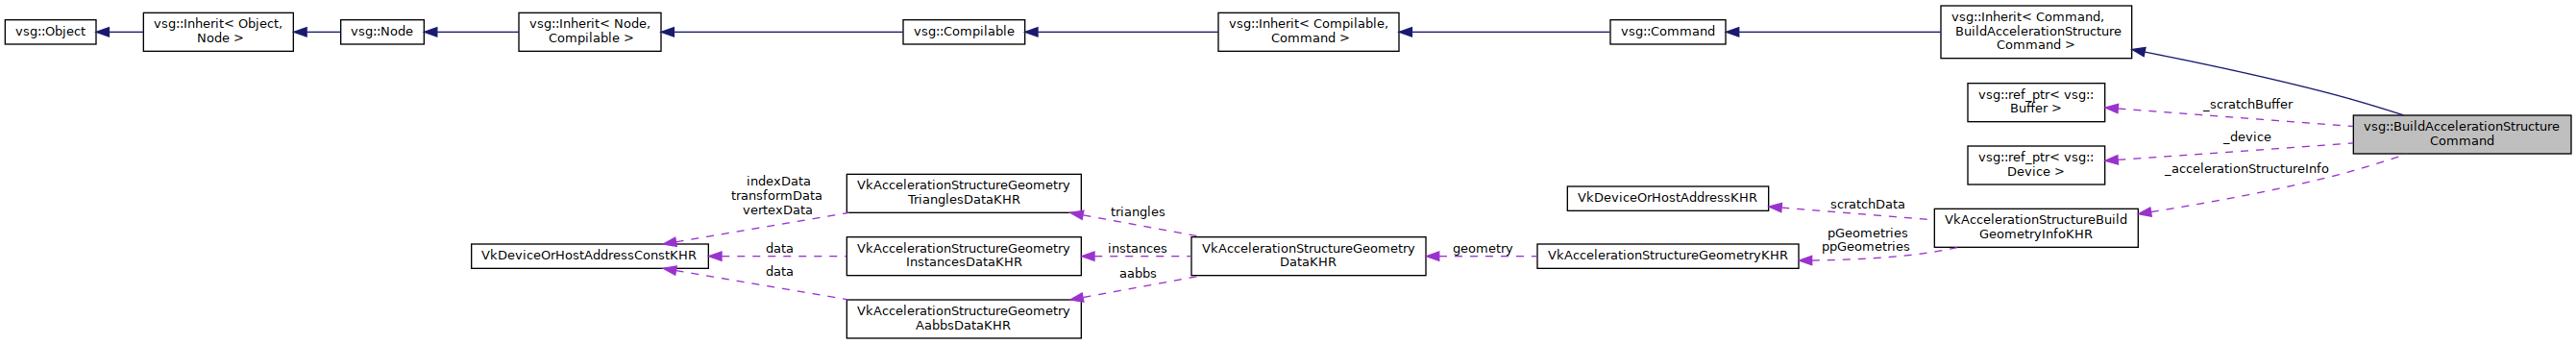 vsg::Object
vsg::Inherit< Object,
Node >
vsg::Node
vsg::Inherit< Node,
Compilable >
vsg::Compilable
vsg::Inherit< Compilable,
Command >
vsg::Command
vsg::Inherit< Command,
BuildAccelerationStructure
Command >
vsg::ref_ptr< vsg::
Buffer >
_scratchBuffer
vsg::BuildAccelerationStructure
Command
_device
vsg::ref_ptr< vsg::
Device >
_accelerationStructureInfo
indexData
transformData
vertexData
VkAccelerationStructureGeometry
TrianglesDataKHR
triangles
VkDeviceOrHostAddressKHR
scratchData
VkAccelerationStructureBuild
GeometryInfoKHR
pGeometries
ppGeometries
VkDeviceOrHostAddressConstKHR
data
VkAccelerationStructureGeometry
InstancesDataKHR
instances
VkAccelerationStructureGeometry
DataKHR
geometry
VkAccelerationStructureGeometryKHR
data
aabbs
VkAccelerationStructureGeometry
AabbsDataKHR